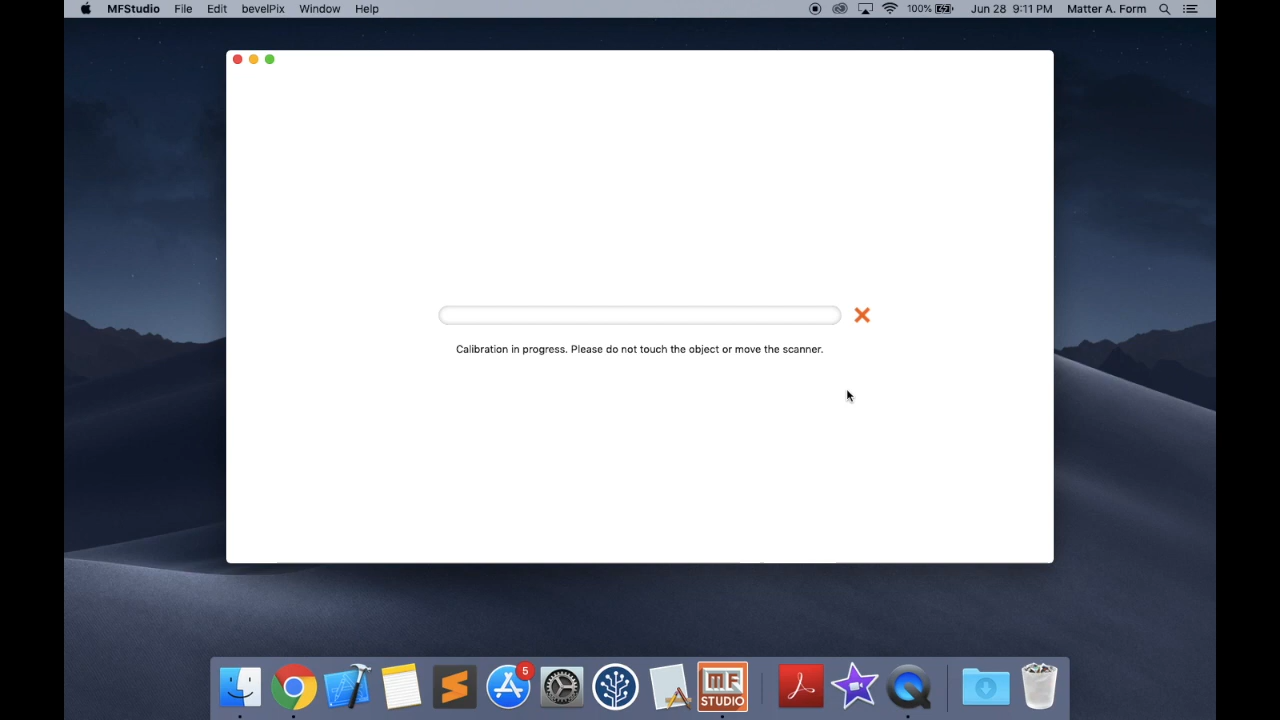 MFStudio File Edit bevelPix Window Help 100% Jun 28 9:11 PM Matter A. Form
Calibration in progress. Please do not touch the object or move the scanner.
5
MF
STUDIO